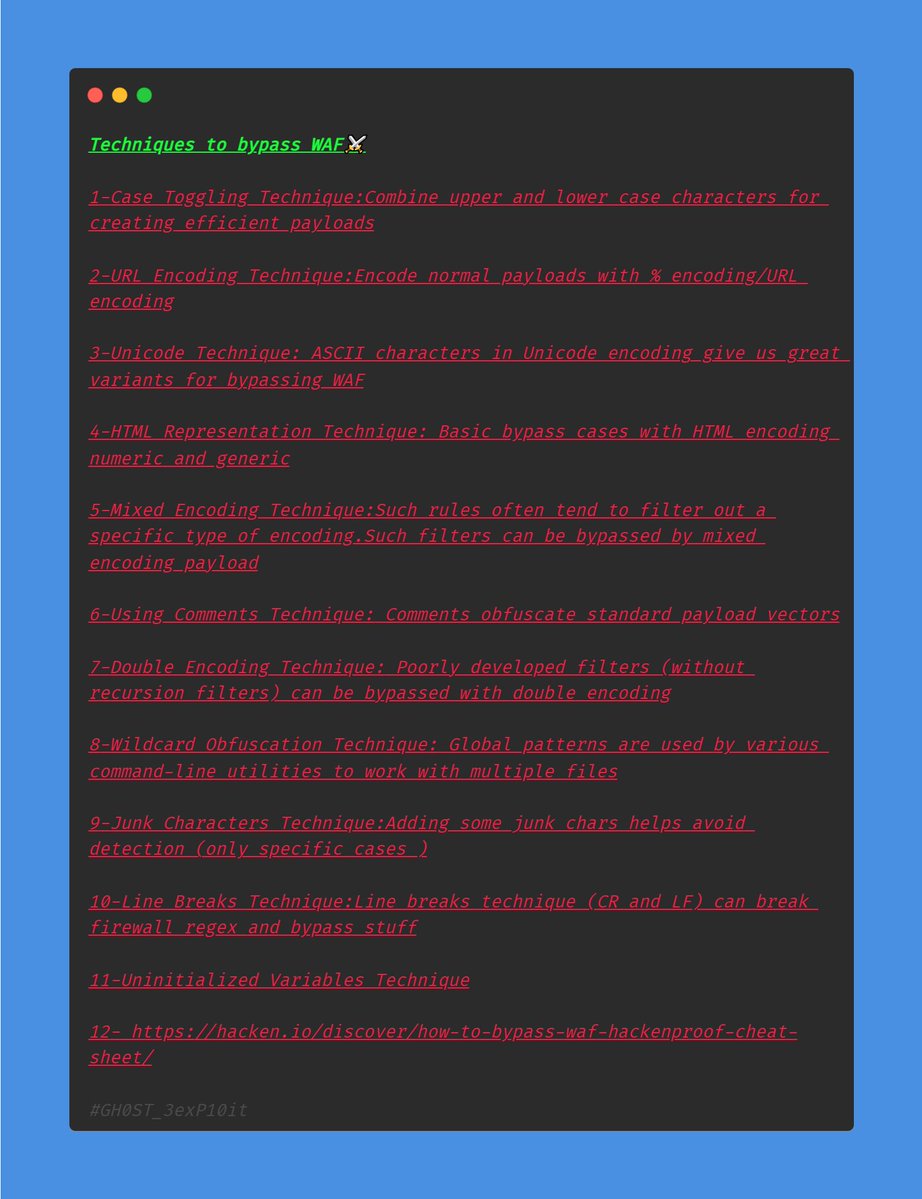 Techniques to bypass WAF⚔️
1-Case Toggling Technique:Combine upper and lower case characters for
creating efficient payloads
2-URL Encoding Technique:Encode normal payloads with % encoding/URL
encoding
3-Unicode Technique: ASCII characters in Unicode encoding give us great
variants for bypassing WAF
4-HTML Representation Technique: Basic bypass cases with HTML encoding
numeric and generic
5-Mixed Encoding Technique:Such rules often tend to filter out a
specific type of encoding.Such filters can be bypassed by mixed
encoding payload
6-Using Comments Technique: Comments obfuscate standard payload vectors
7-Double Encoding Technique: Poorly developed filters (without
recursion filters) can be bypassed with double encoding
8-Wildcard Obfuscation Technique: Global patterns are used by various
command-line utilities to work with multiple files
9-Junk Characters Technique:Adding some junk chars helps avoid
detection (only specific cases )
10-Line Breaks Technique:Line breaks technique (CR and LF) can break
firewall regex and bypass stuff
11-Uninitialized Variables Technique
12- https://hacken.io/discover/how-to-bypass-waf-hackenproof-cheat-
sheet/
#GH0ST_3exP10it